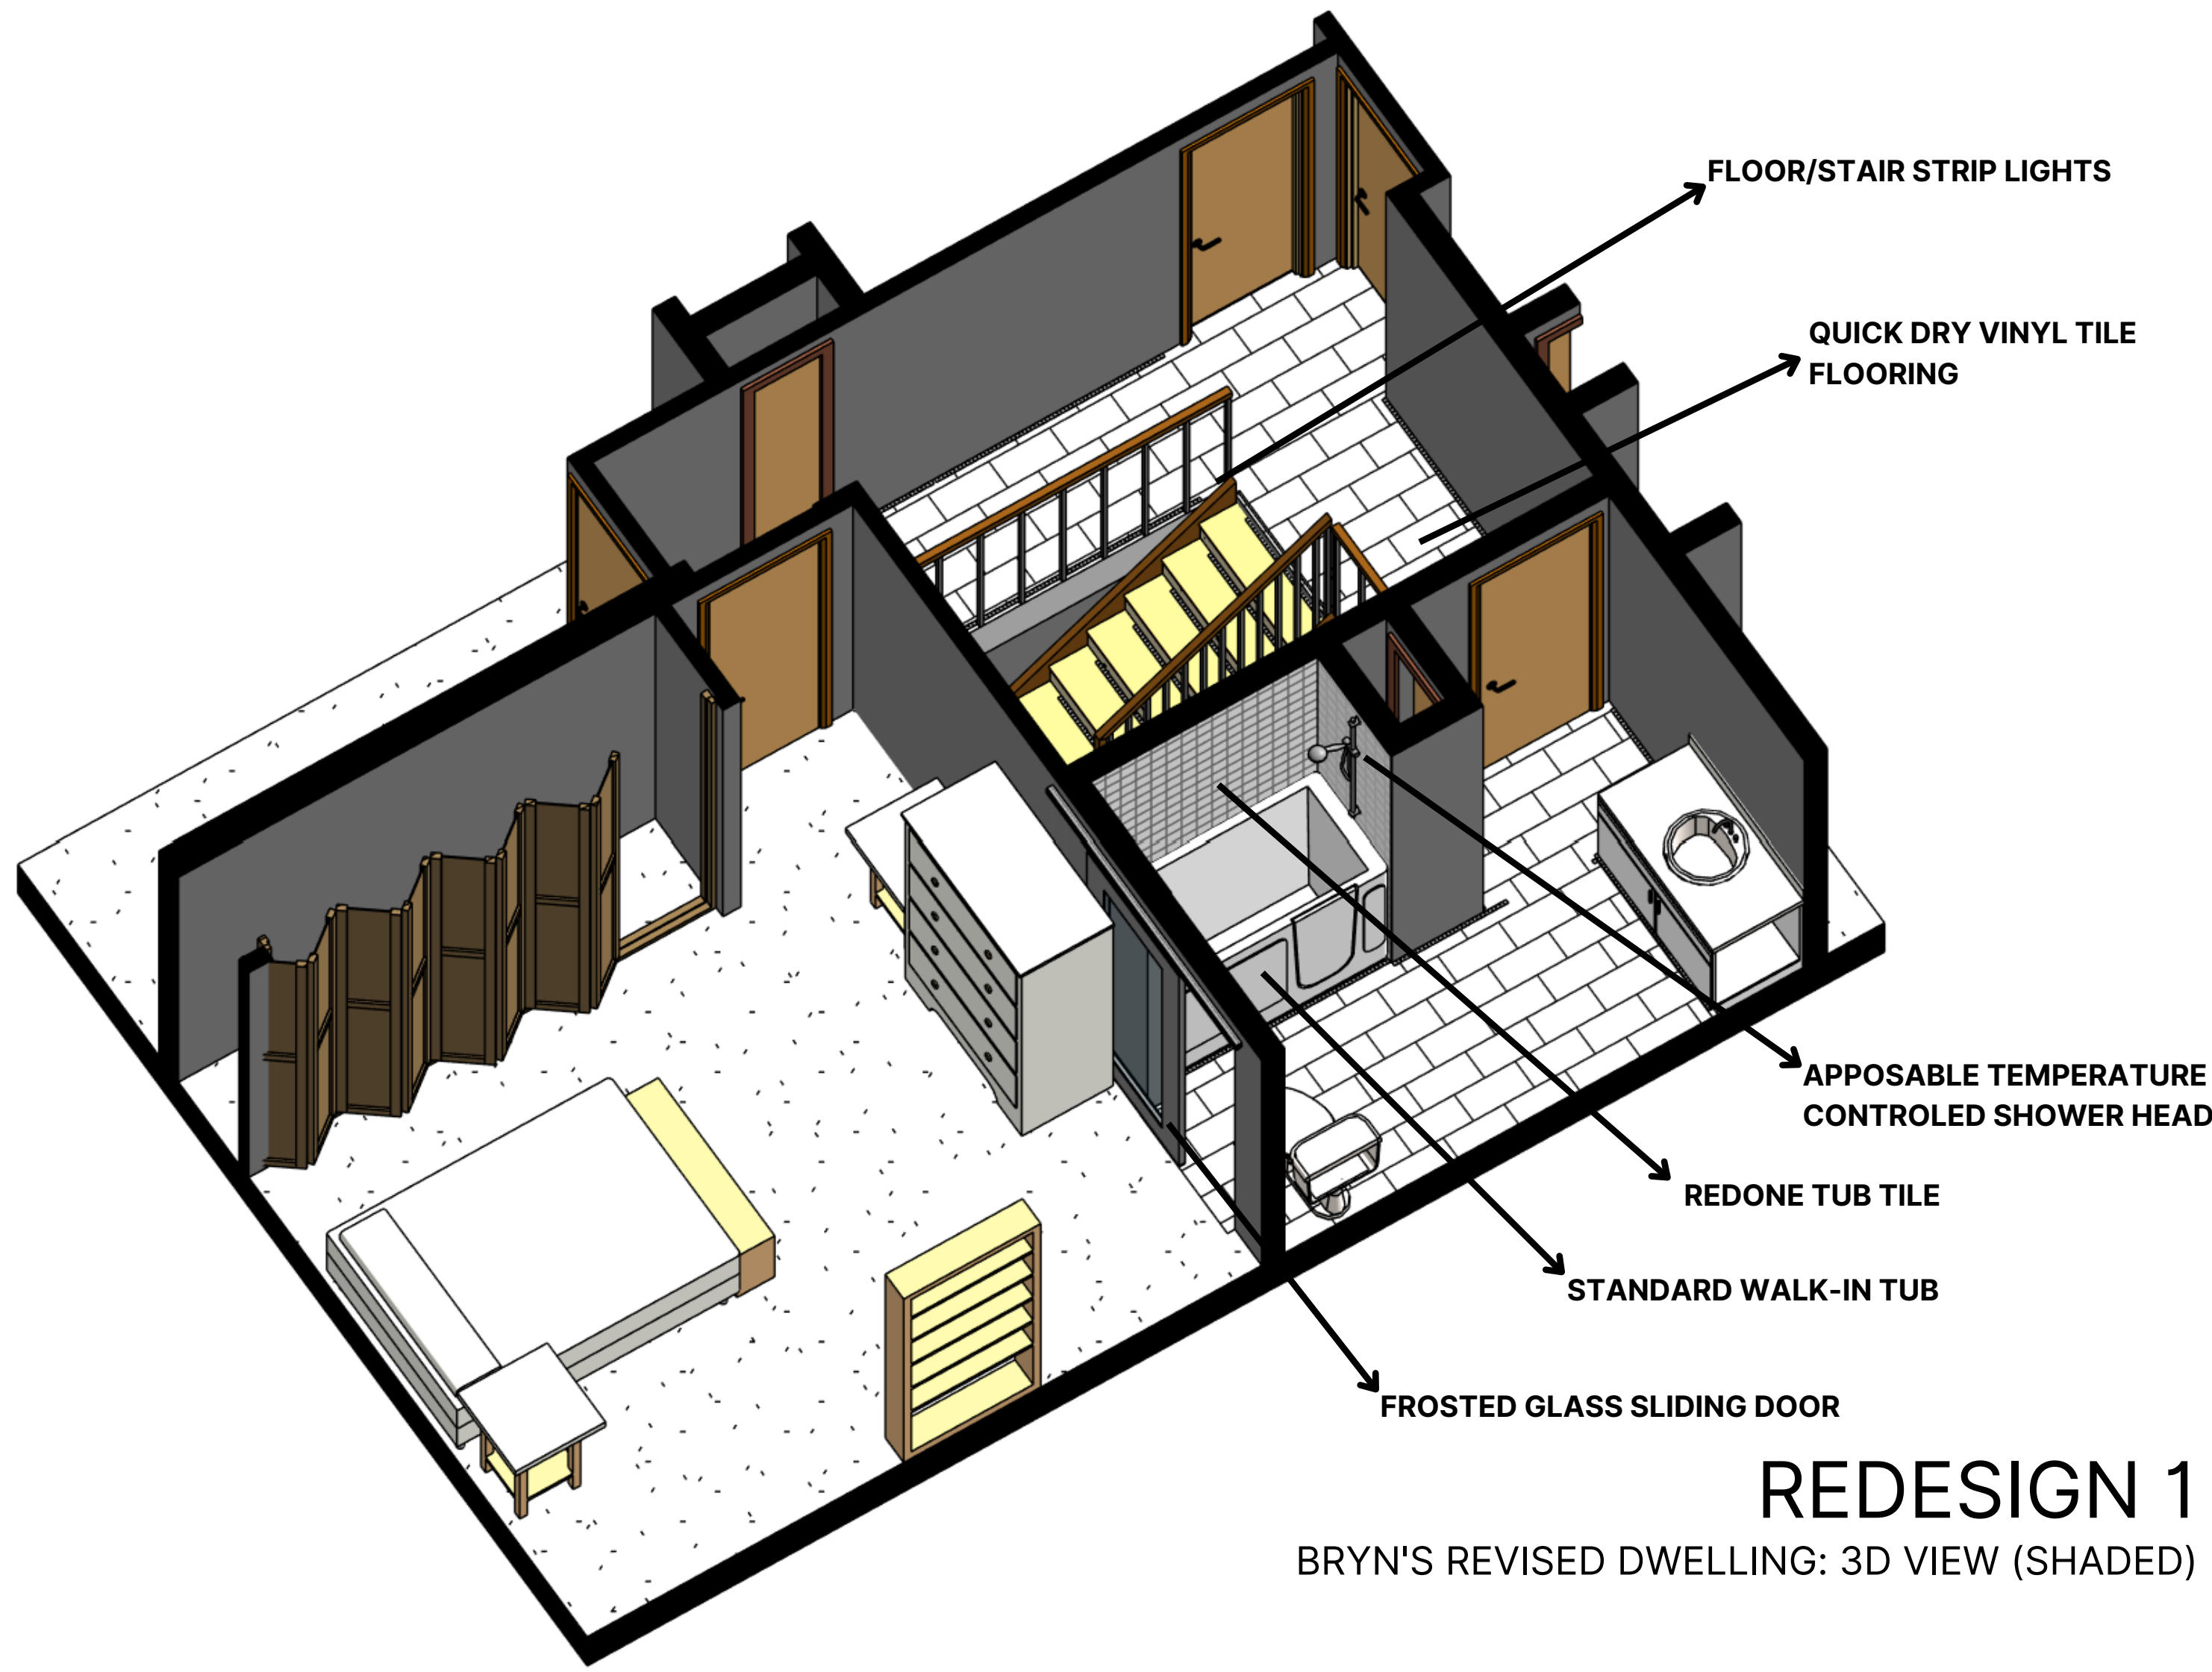 FLOOR/STAIR STRIP LIGHTS
QUICK DRY VINYL TILE
FLOORING
APPOSABLE TEMPERATURE
CONTROLED SHOWER HEAD
REDONE TUB TILE
STANDARD WALK-IN TUB
FROSTED GLASS SLIDING DOOR
REDESIGN 1
BRYN'S REVISED DWELLING: 3D VIEW (SHADED)